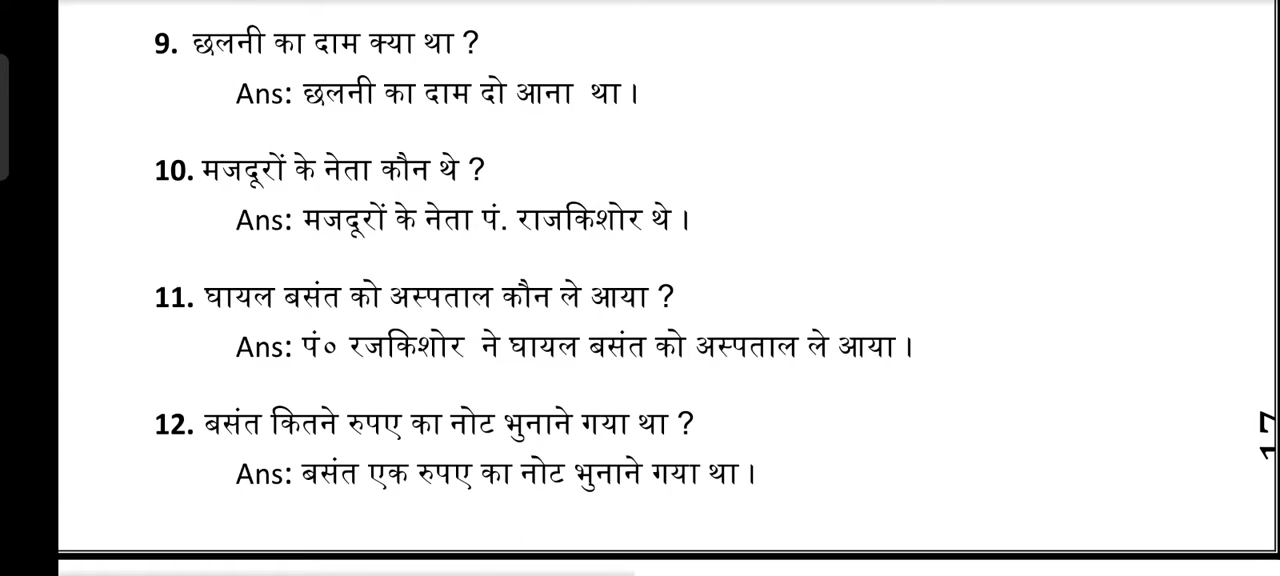 9. छलनी का दाम क्या था ?
Ans: छलनी का दाम दो आना था ।
10. मजदूरों के नेता कौन थे ?
Ans: मजदूरों के नेता पं. राजकिशोर थे ।
11. घायल बसंत को अस्पताल कौन ले आया ?
Ans: पं० रजकिशोर ने घायल बसंत को अस्पताल ले आया ।
12. बसंत कितने रुपए का नोट भुनाने गया था ?
Ans: बसंत एक रुपए का नोट भुनाने गया था ।
17